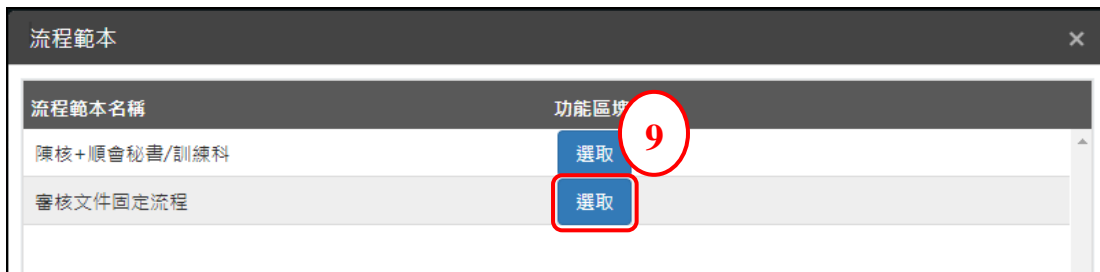 流程範本 ×
流程範本名稱 功能區塊
9
陳核+順會秘書/訓練科 選取
審核文件固定流程 選取